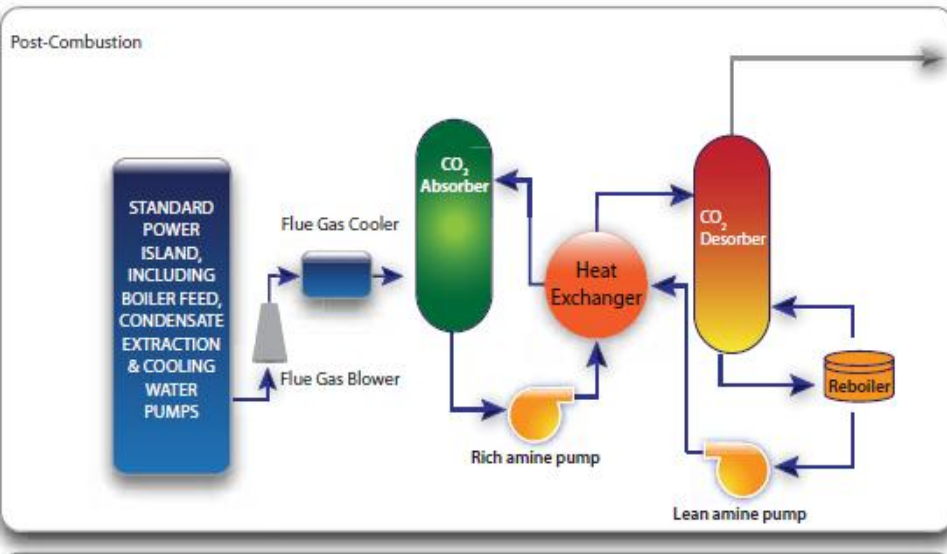 Post-Combustion
STANDARD
POWER
ISLAND,
INCLUDING
BOILER FEED,
CONDENSATE
EXTRACTION
& COOLING
WATER
PUMPS
Flue Gas Cooler
Flue Gas Blower
CO₂
Absorber
Rich amine pump
Heat
Exchanger
CO₂
Desorber
Reboiler
Lean amine pump